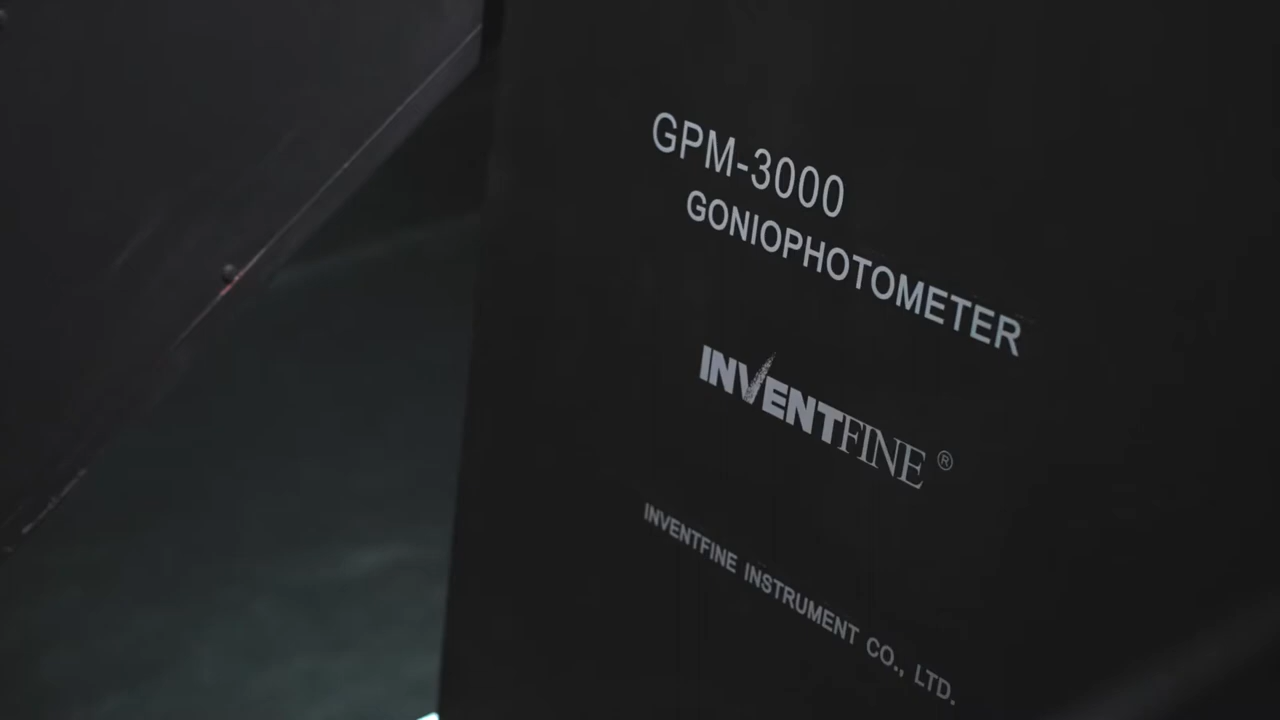 GPM-3000
GONIOPHOTOMETER
INVENTFINE ®
INVENTFINE INSTRUMENT CO., LTD.